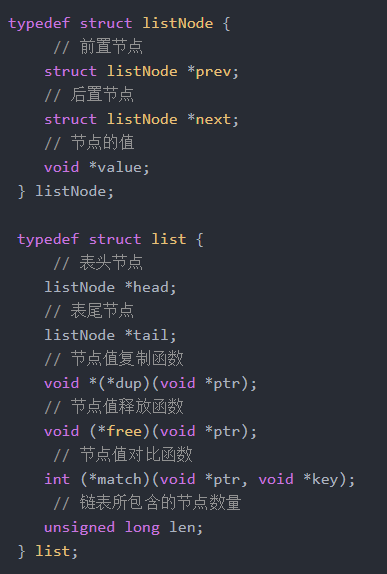 typedef struct listNode {
// 前置节点
struct listNode *prev;
// 后置节点
struct listNode *next;
// 节点的值
void *value;
} listNode;
typedef struct list {
// 表头节点
listNode *head;
// 表尾节点
listNode *tail;
// 节点值复制函数
void *(*dup)(void *ptr);
// 节点值释放函数
void (*free)(void *ptr);
// 节点值对比函数
int (*match)(void *ptr, void *key);
// 链表所包含的节点数量
unsigned long len;
} list;